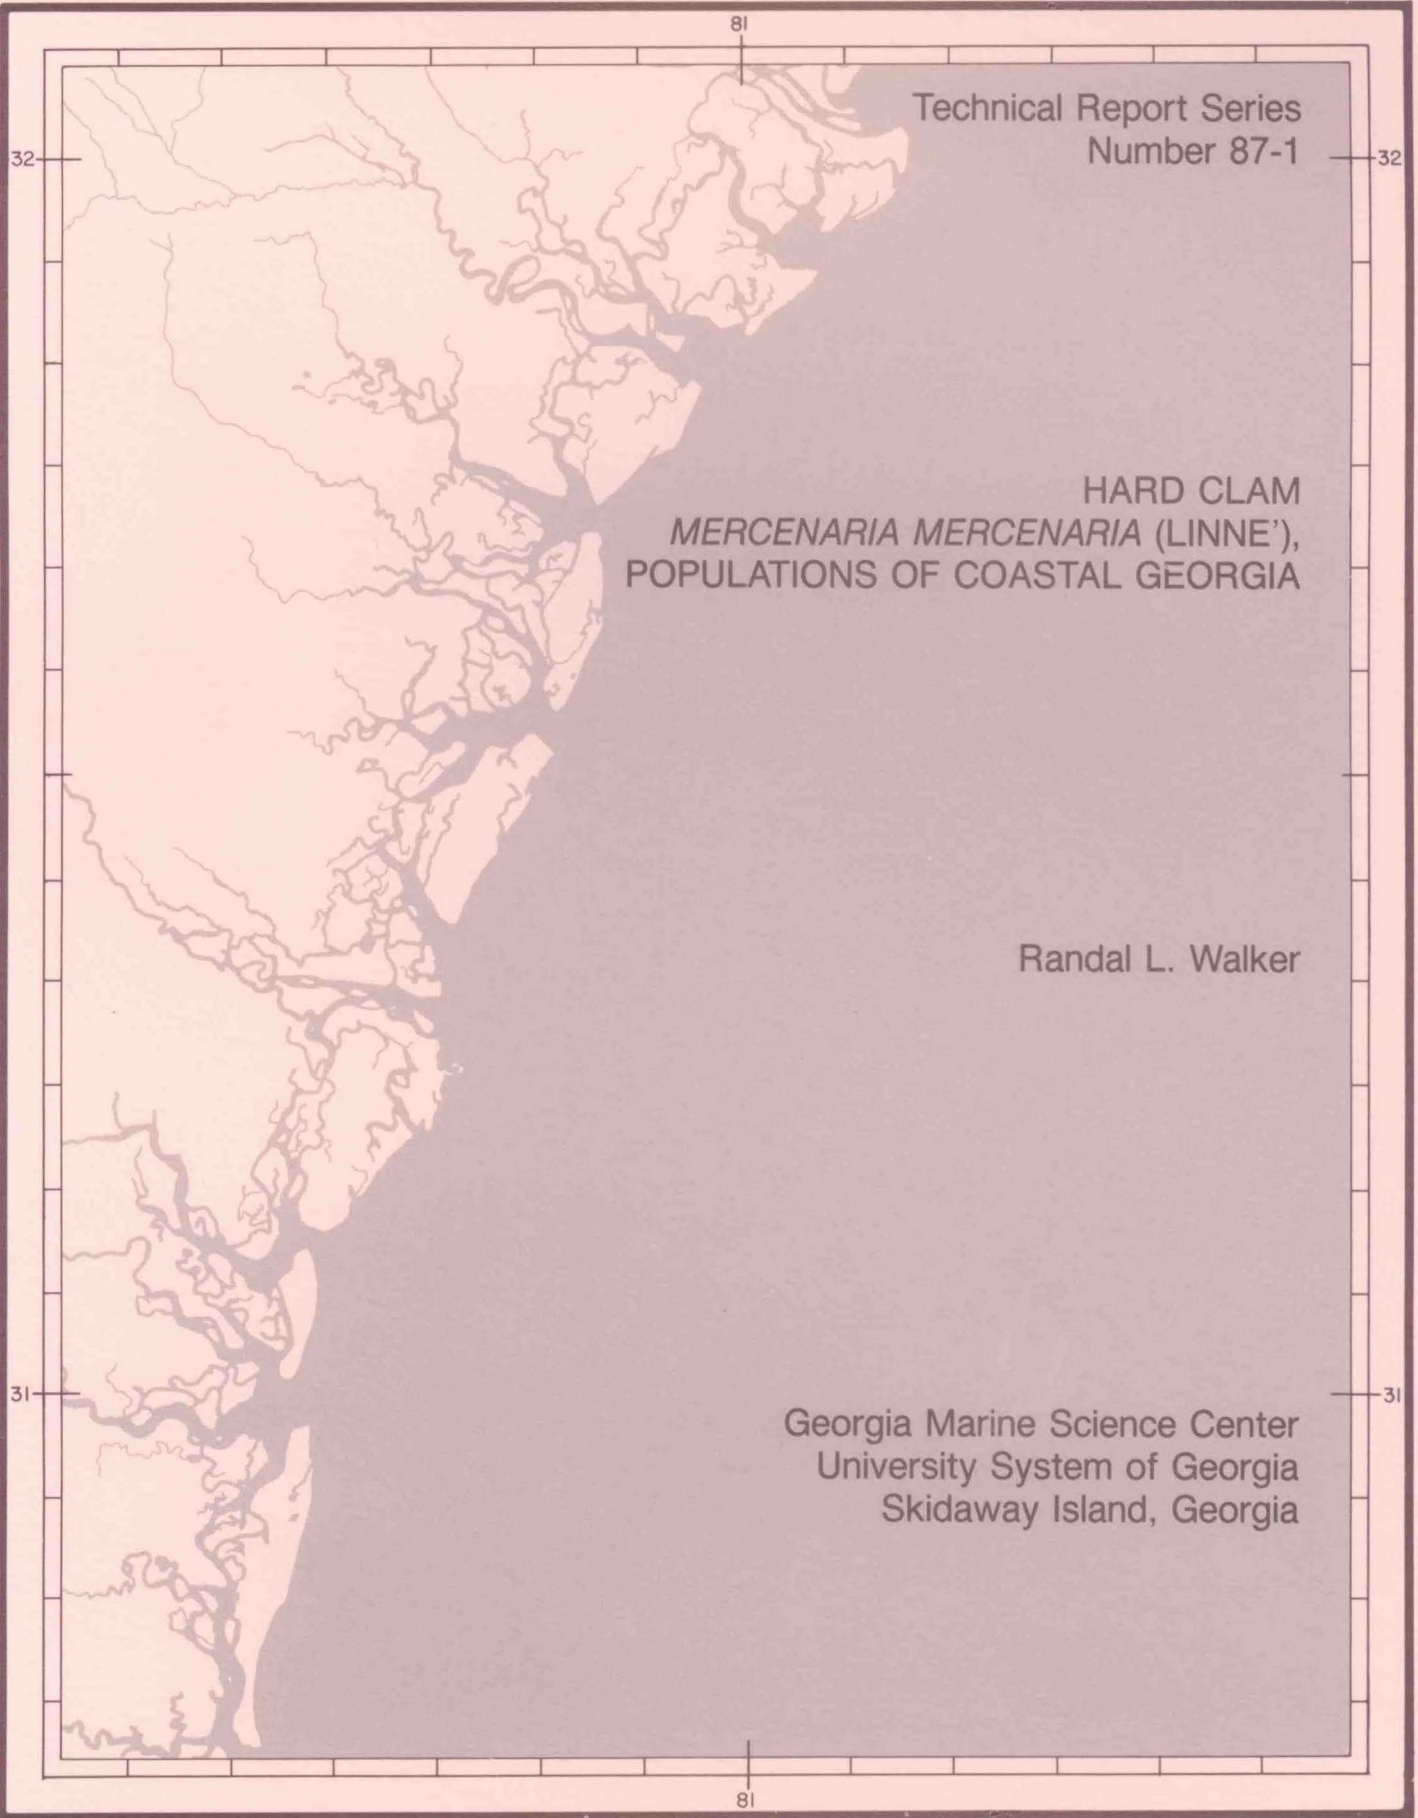 81
Technical Report Series
32
Number 87-1
32
HARD CLAM
MERCENARIA MERCENARIA (LINNE'),
POPULATIONS OF COASTAL GEORGIA
Randal L. Walker
31
31
Georgia Marine Science Center
University System of Georgia
Skidaway Island, Georgia
81